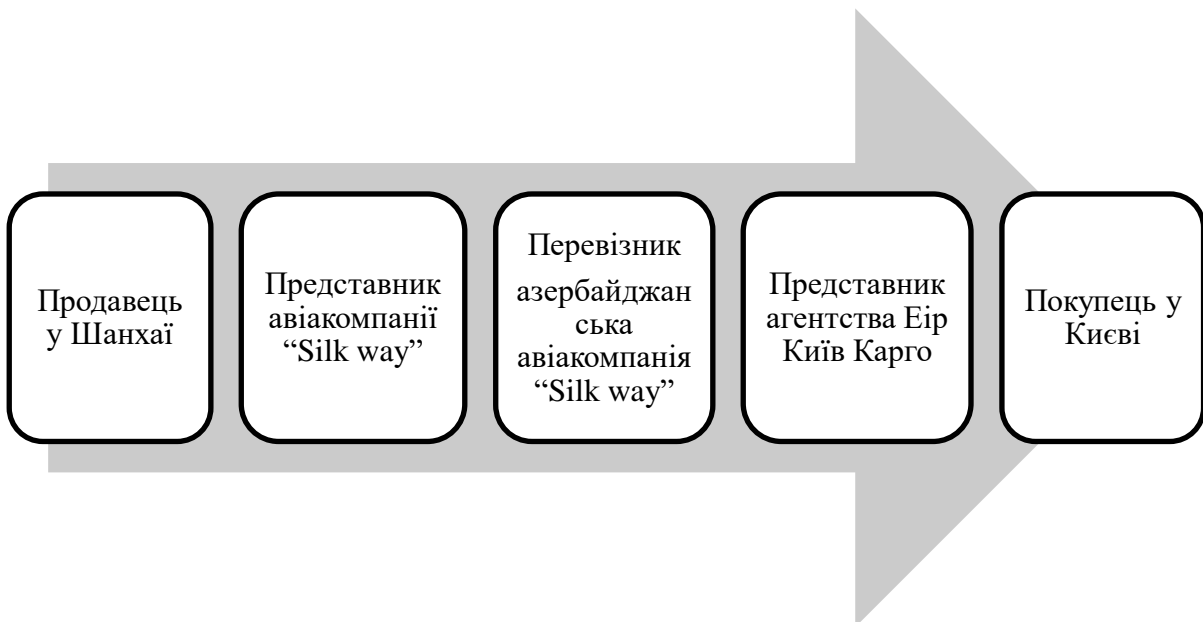 Продавець
у Шанхаї
Представник
авіакомпанії
“Silk way”
Перевізник
азербайджан
ська
авіакомпанія
“Silk way”
Представник
агентства Еір
Київ Карго
Покупець у
Києві